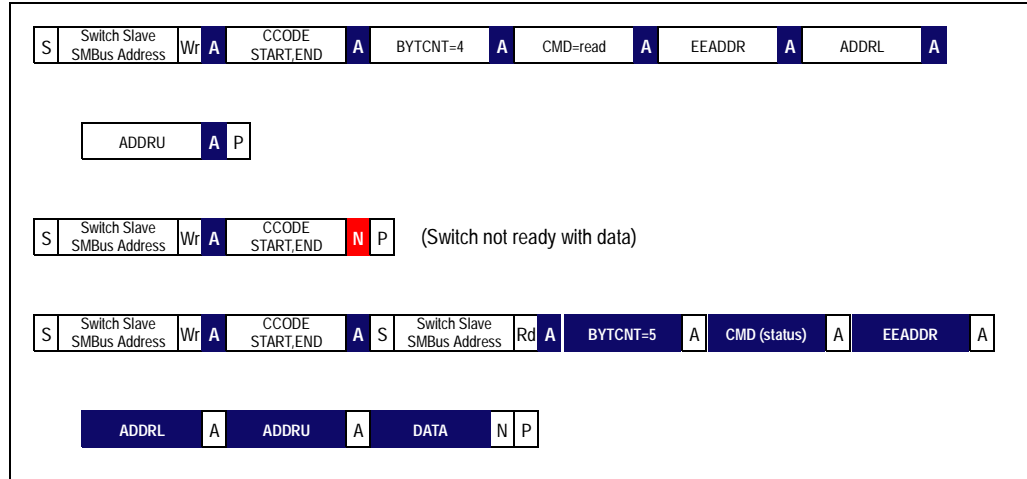 S Switch Slave SMBus Address Wr A CCODE START,END A BYTCNT=4 A CMD=read A EEADDR A ADDRL A
ADDRU A P
S Switch Slave SMBus Address Wr A CCODE START,END N P (Switch not ready with data)
S Switch Slave SMBus Address Wr A CCODE START,END A S Switch Slave SMBus Address Rd A BYTCNT=5 A CMD (status) A EEADDR A
ADDRL A ADDRU A DATA N P